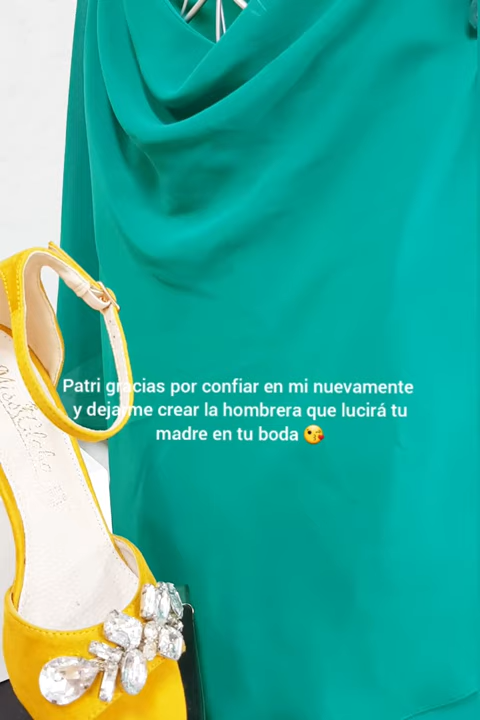 Patri gracias por confiar en mi nuevamente
y dejarme crear la hombrera que lucirá tu
madre en tu boda 😘